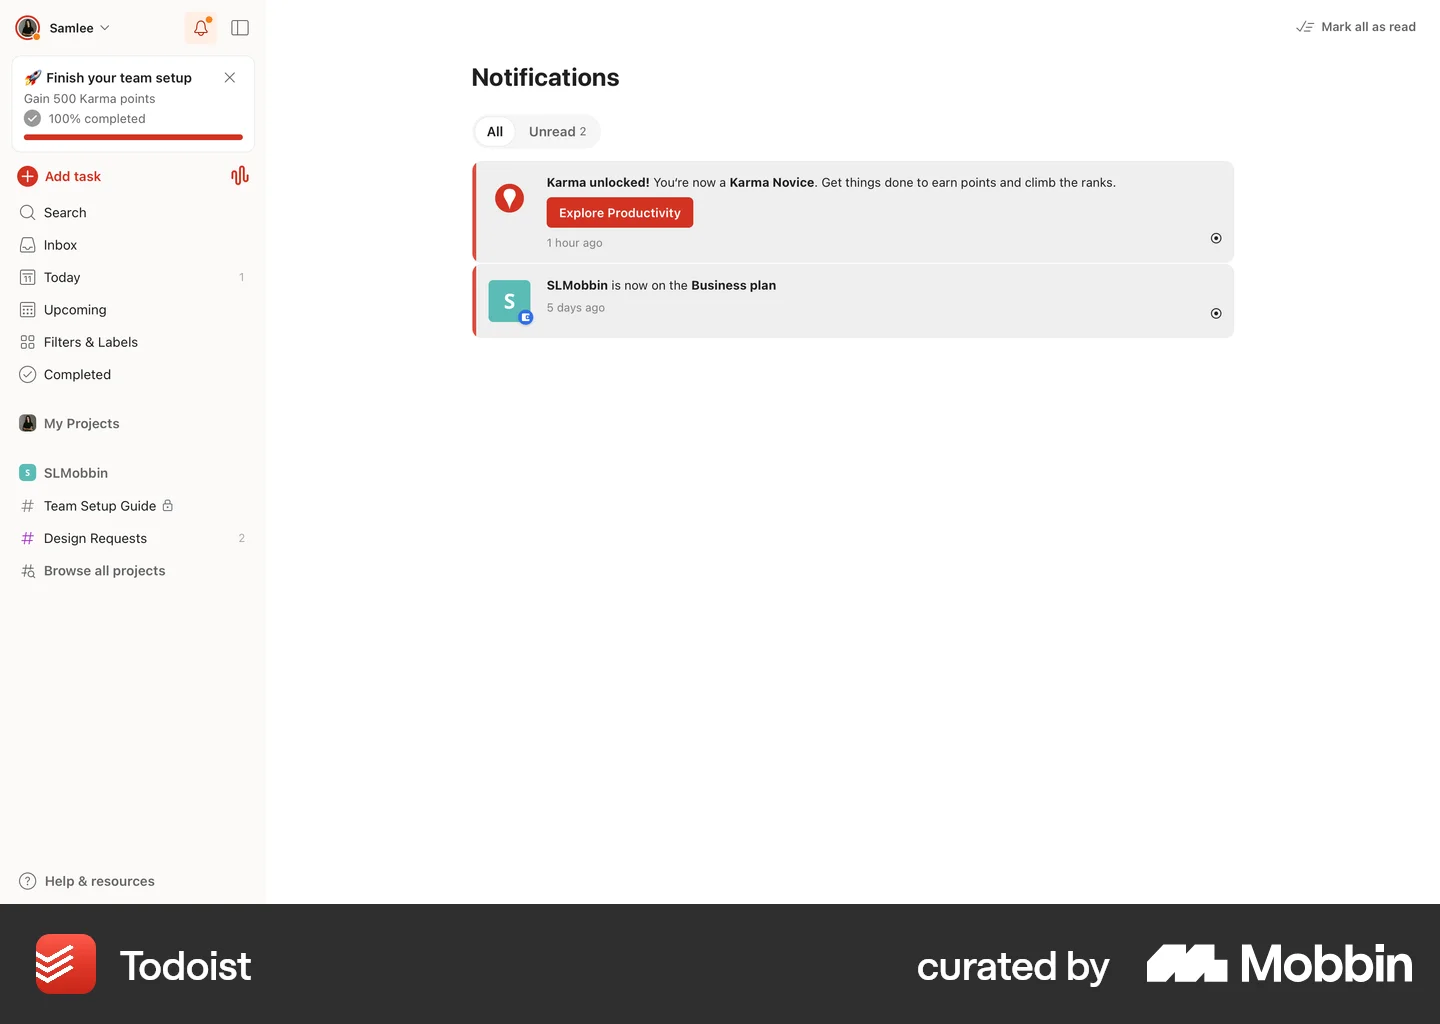 Samlee
Mark all as read
🚀 Finish your team setup
Gain 500 Karma points
100% completed
Add task
Search
Inbox
11
Today 1
Upcoming
Filters & Labels
Completed
My Projects
S
SLMobbin
# Team Setup Guide
# Design Requests 2
Browse all projects
? Help & resources
Notifications
All
Unread 2
Karma unlocked! You're now a Karma Novice. Get things done to earn points and climb the ranks.
Explore Productivity
1 hour ago
S
SLMobbin is now on the Business plan
5 days ago
Todoist
curated by
Mobbin